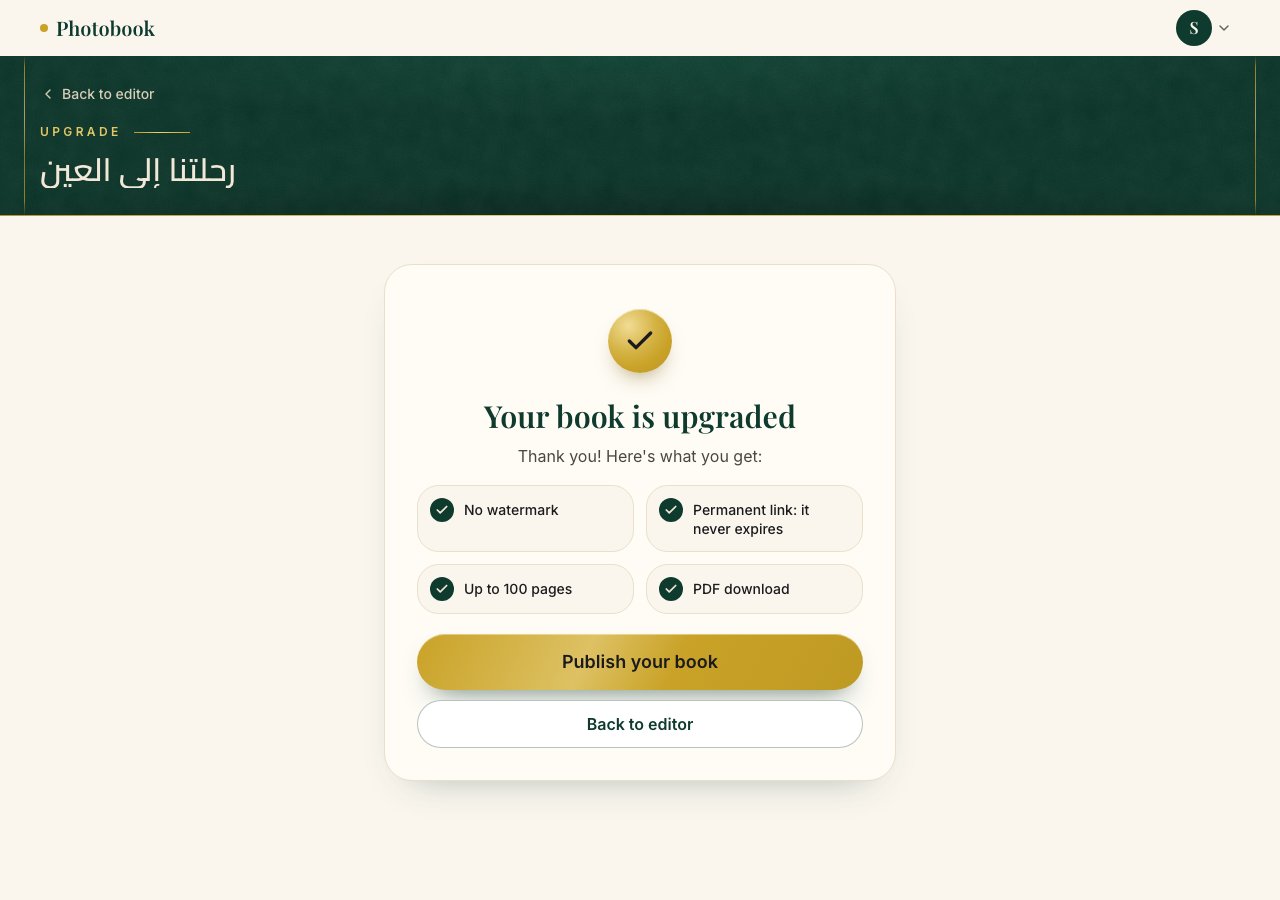 Photobook
S
Back to editor
UPGRADE
رحلتنا إلى العين
Your book is upgraded
Thank you! Here's what you get:
No watermark
Permanent link: it
never expires
Up to 100 pages
PDF download
Publish your book
Back to editor